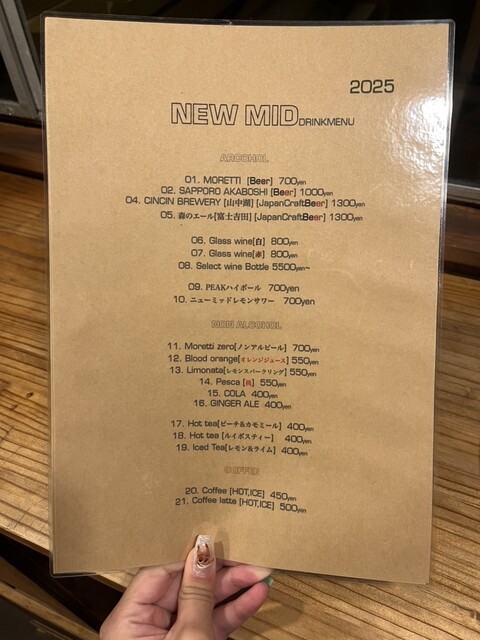 2025
NEW MID DRINKMENU
ARCOHOL
01. MORETTI [Beer] 700yen
02. SAPPORO AKABOSHI [Beer] 1000yen
04. CINCIN BREWERY [山中湖] [JapanCraftBeer] 1300yen
05. 森のエール[富士吉田] [JapanCraftBeer] 1300yen
06. Glass wine[白] 800yen
07. Glass wine[赤] 800yen
08. Select wine Bottle 5500yen~
09. PEAKハイボール 700yen
10. ニューミッドレモンサワー 700yen
NON ALCOHOL
11. Moretti zero[ノンアルビール] 700yen
12. Blood orange[オレンジジュース] 550yen
13. Limonata[レモンスパークリング] 550yen
14. Pesca [桃] 550yen
15. COLA 400yen
16. GINGER ALE 400yen
17. Hot tea[ピーチ&カモミール] 400yen
18. Hot tea [ルイボスティー] 400yen
19. Iced Tea[レモン&ライム] 400yen
COFFEE
20. Coffee [HOT,ICE] 450yen
21. Coffee latte [HOT,ICE] 500yen